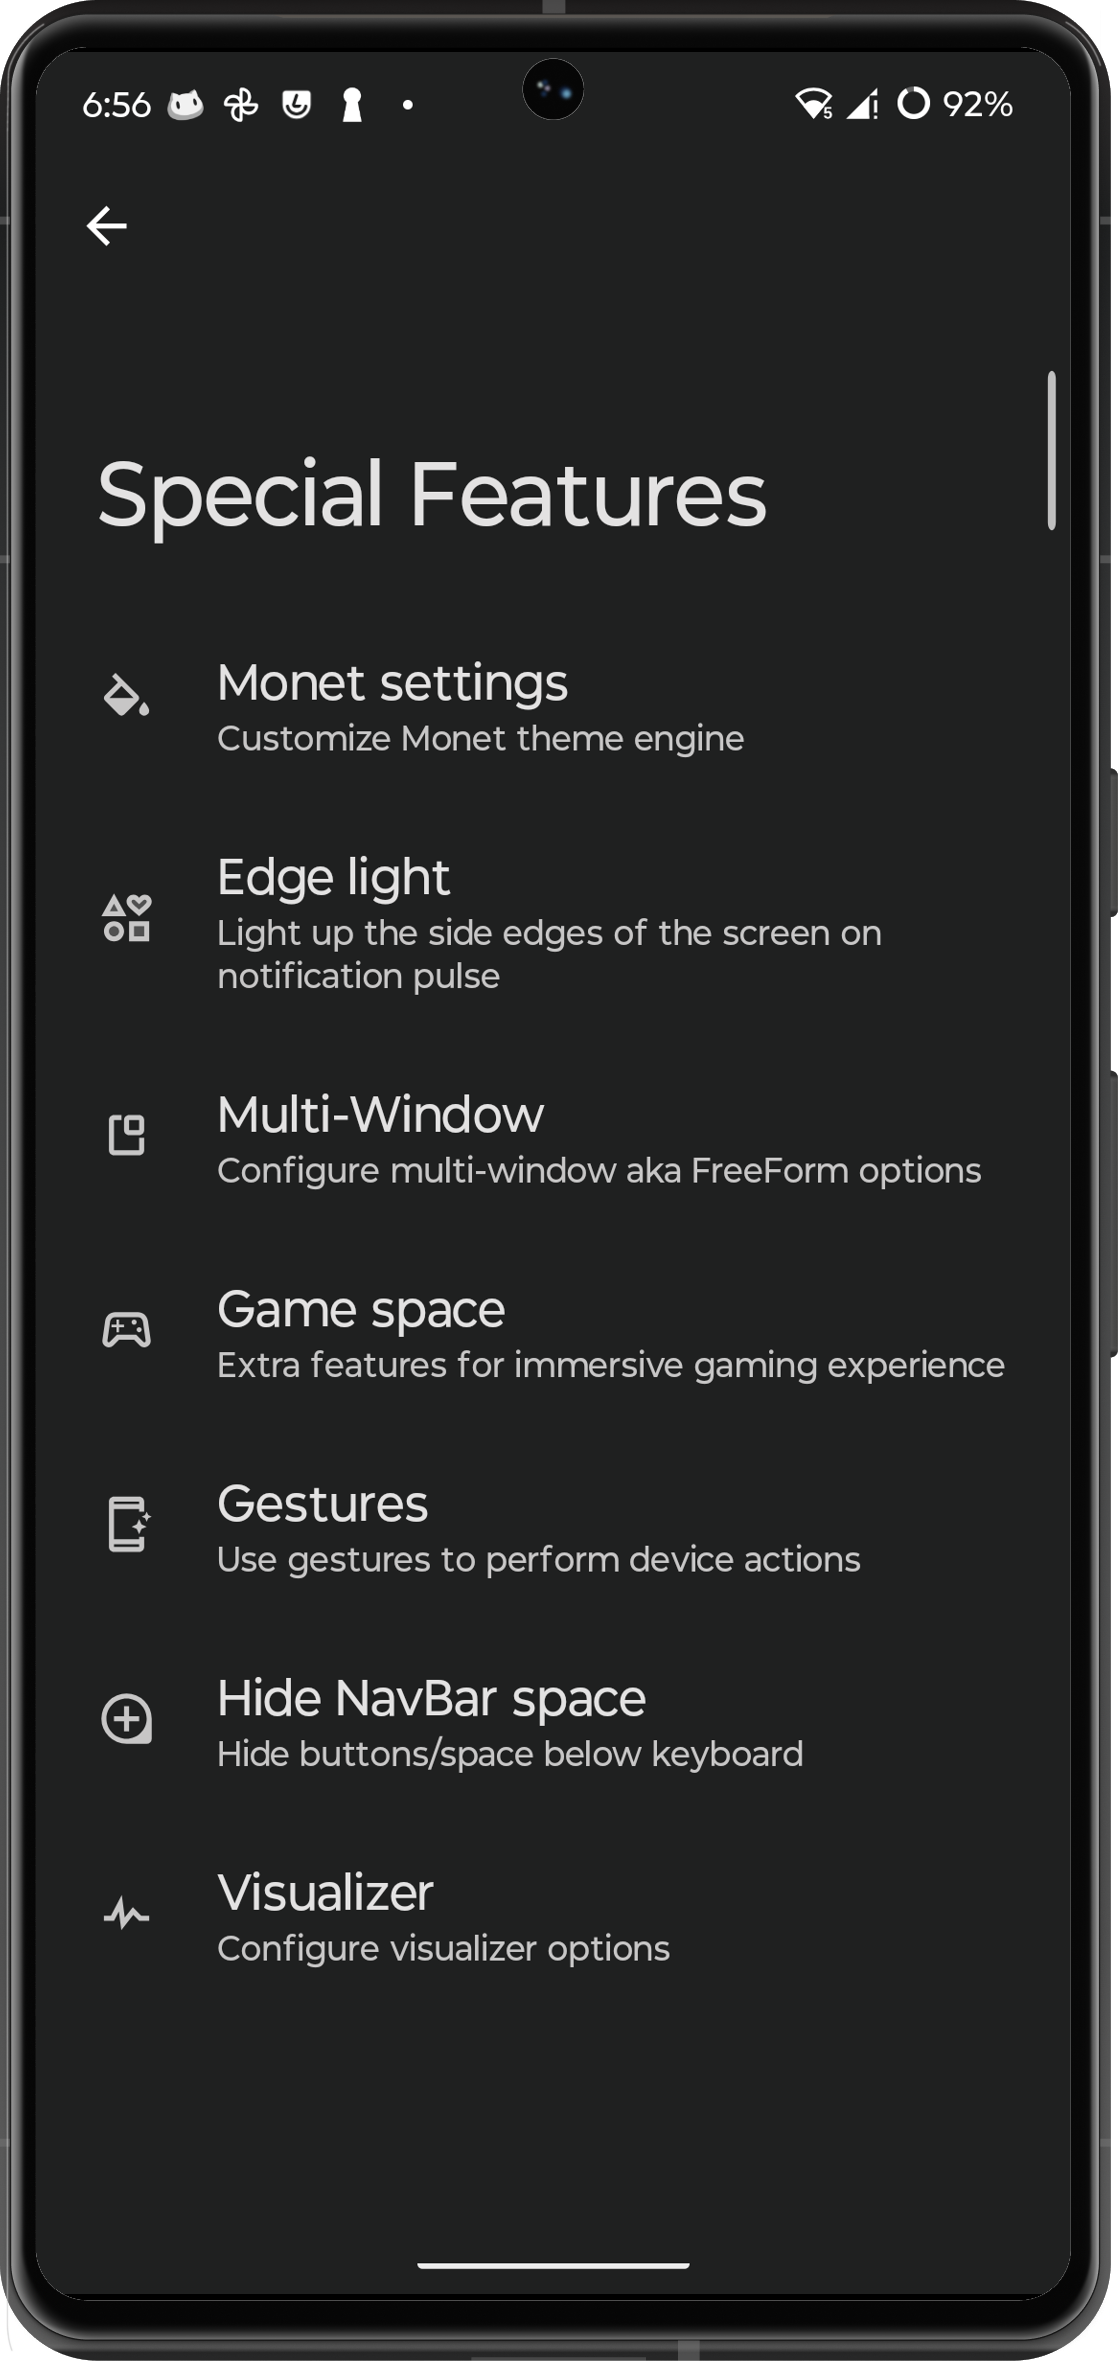 6:56 92%
Special Features
Monet settings
Customize Monet theme engine
Edge light
Light up the side edges of the screen on
notification pulse
Multi-Window
Configure multi-window aka FreeForm options
Game space
Extra features for immersive gaming experience
Gestures
Use gestures to perform device actions
Hide NavBar space
Hide buttons/space below keyboard
Visualizer
Configure visualizer options